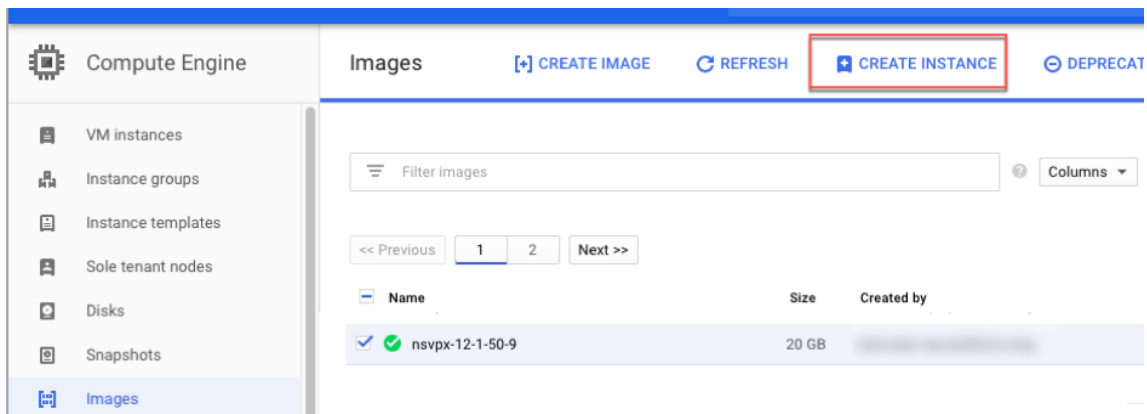 Compute Engine
Images
CREATE IMAGE
REFRESH
CREATE INSTANCE
DEPRECAT
VM instances
Instance groups
Instance templates
Sole tenant nodes
Disks
Snapshots
Images
Filter images
Columns
<< Previous
1
2
Next >>
Name
Size
Created by
nsvpx-12-1-50-9
20 GB